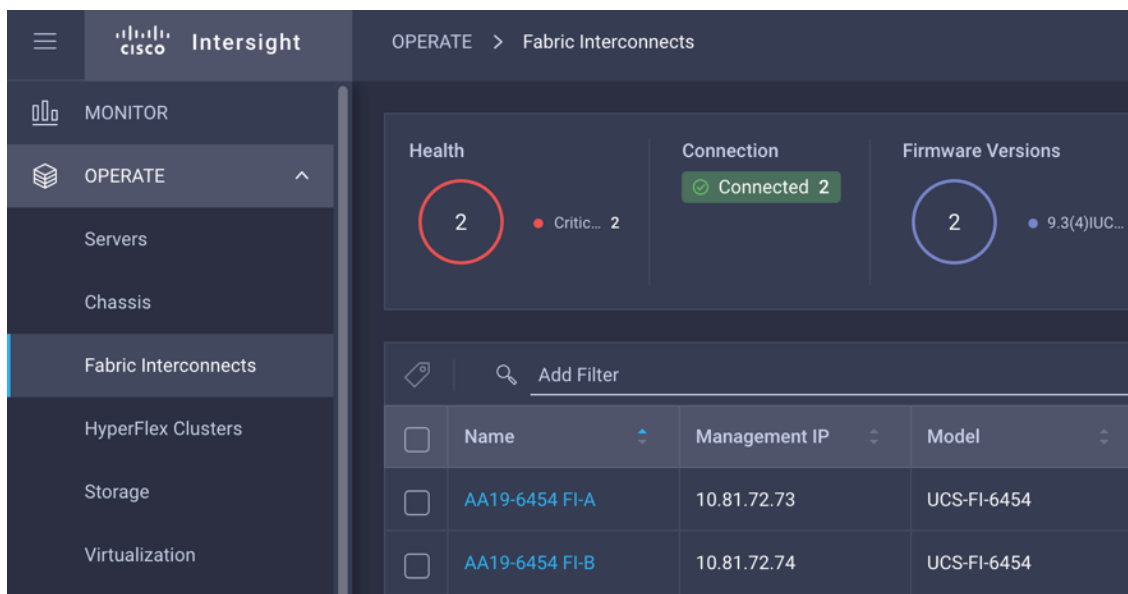 CISCO Intersight
OPERATE > Fabric Interconnects
MONITOR
OPERATE
Servers
Chassis
Fabric Interconnects
HyperFlex Clusters
Storage
Virtualization
Health
2
Critic... 2
Connection
Connected 2
Firmware Versions
2
9.3(4)IUC...
Add Filter
Name Management IP Model
AA19-6454 FI-A 10.81.72.73 UCS-FI-6454
AA19-6454 FI-B 10.81.72.74 UCS-FI-6454